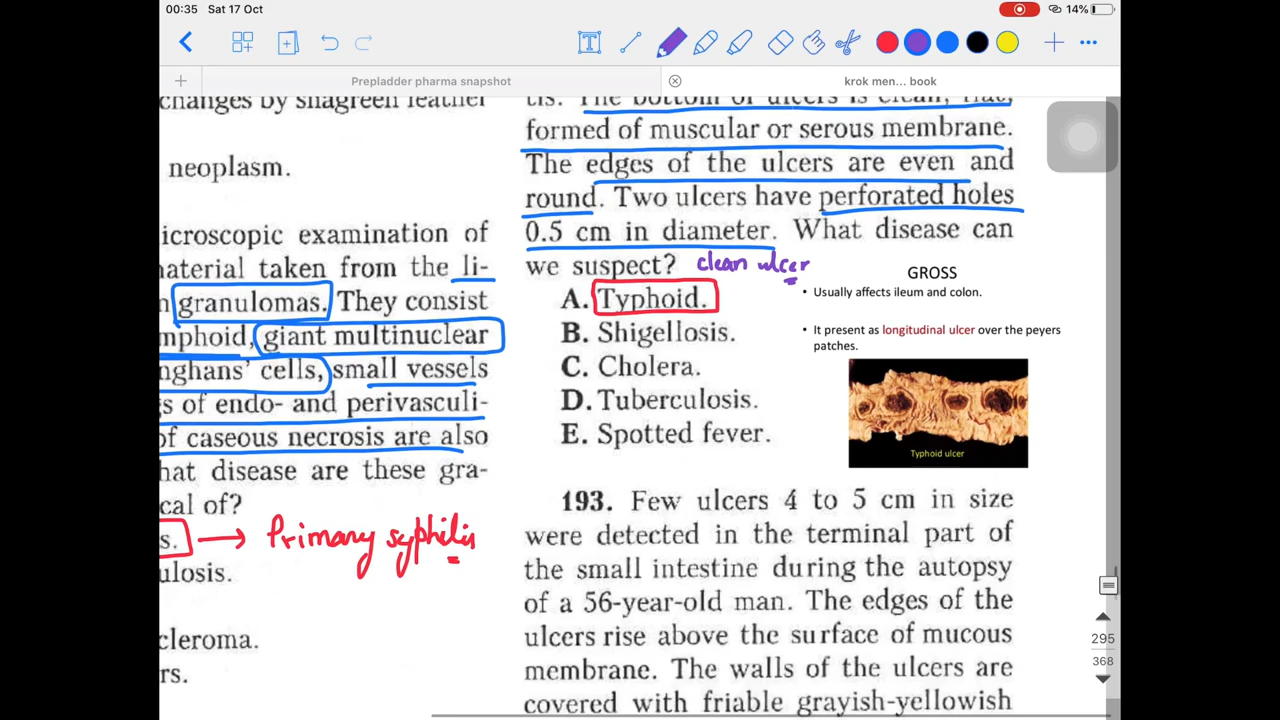 00:35 Sat 17 Oct
14%
Prepladder pharma snapshot
krok men... book
changes by shagreen leather
neoplasm.
icroscopic examination of
naterial taken from the li-
granulomas. They consist
mphoid, giant multinuclear
nghans' cells, small vessels
s of endo- and perivasculi-
of caseous necrosis are also
hat disease are these gra-
cal of?
s. → Primary syphilis
ulosis.
cleroma.
rs.
tis. The bottom of ulcers is clean, flat,
formed of muscular or serous membrane.
The edges of the ulcers are even and
round. Two ulcers have perforated holes
0.5 cm in diameter. What disease can
we suspect? clean ulcer
A. Typhoid.
B. Shigellosis.
C. Cholera.
D. Tuberculosis.
E. Spotted fever.
GROSS
• Usually affects ileum and colon.
• It present as longitudinal ulcer over the peyers
patches.
Typhoid ulcer
193. Few ulcers 4 to 5 cm in size
were detected in the terminal part of
the small intestine during the autopsy
of a 56-year-old man. The edges of the
ulcers rise above the surface of mucous
membrane. The walls of the ulcers are
covered with friable grayish-yellowish
295
368